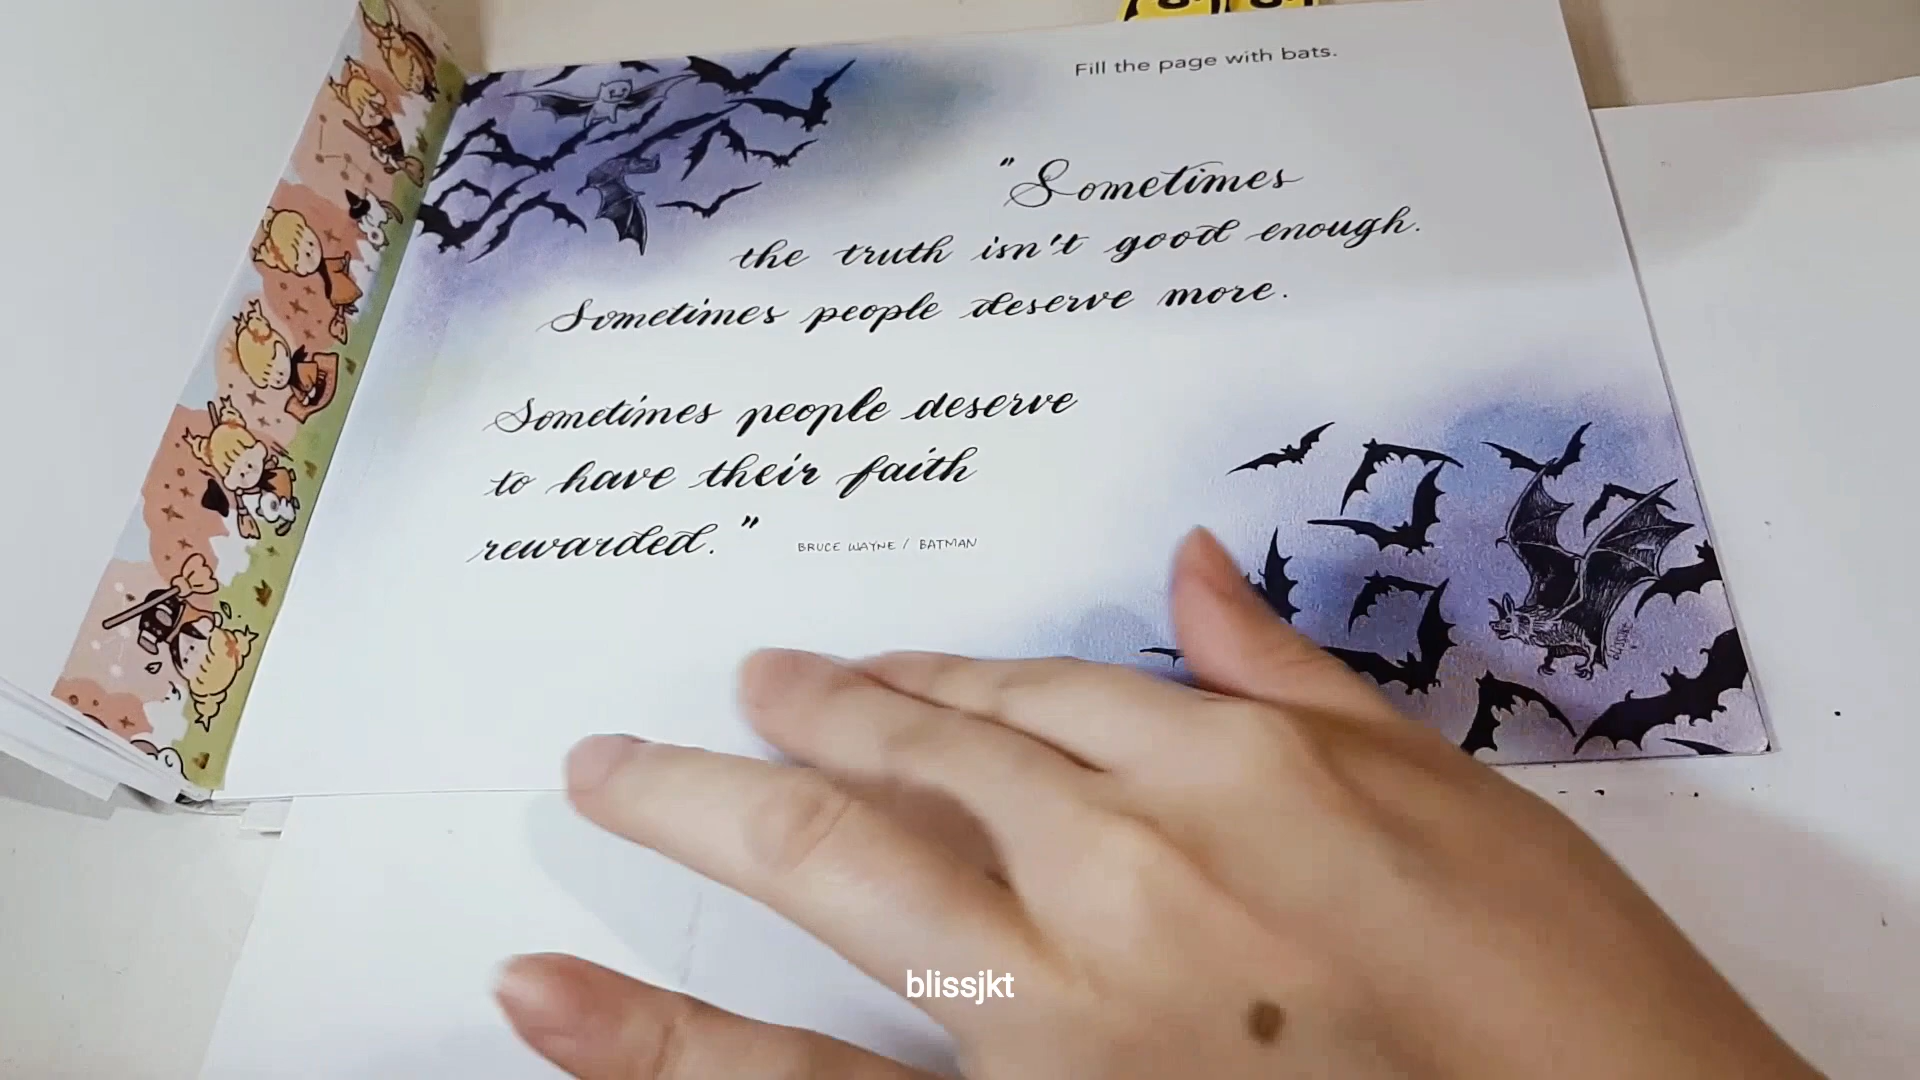 Fill the page with bats.
"Sometimes
the truth isn't good enough.
Sometimes people deserve more.
Sometimes people deserve
to have their faith
rewarded."
BRUCE WAYNE / BATMAN
blissjkt